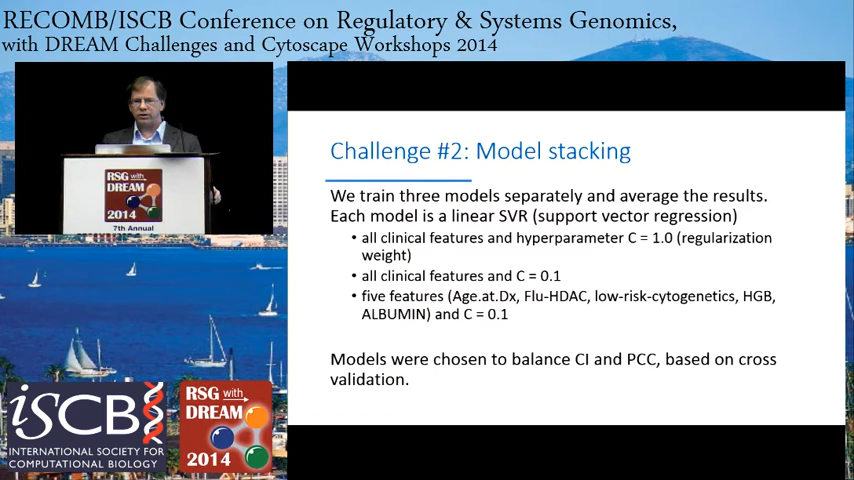 RECOMB/ISCB Conference on Regulatory & Systems Genomics,
with DREAM Challenges and Cytoscape Workshops 2014
RSG with
DREAM
2014
7th Annual
Challenge #2: Model stacking
We train three models separately and average the results.
Each model is a linear SVR (support vector regression)
• all clinical features and hyperparameter C = 1.0 (regularization
weight)
• all clinical features and C = 0.1
• five features (Age.at.Dx, Flu-HDAC, low-risk-cytogenetics, HGB,
ALBUMIN) and C = 0.1
Models were chosen to balance CI and PCC, based on cross
validation.
iSCB
INTERNATIONAL SOCIETY FOR
COMPUTATIONAL BIOLOGY
RSG with
DREAM
2014